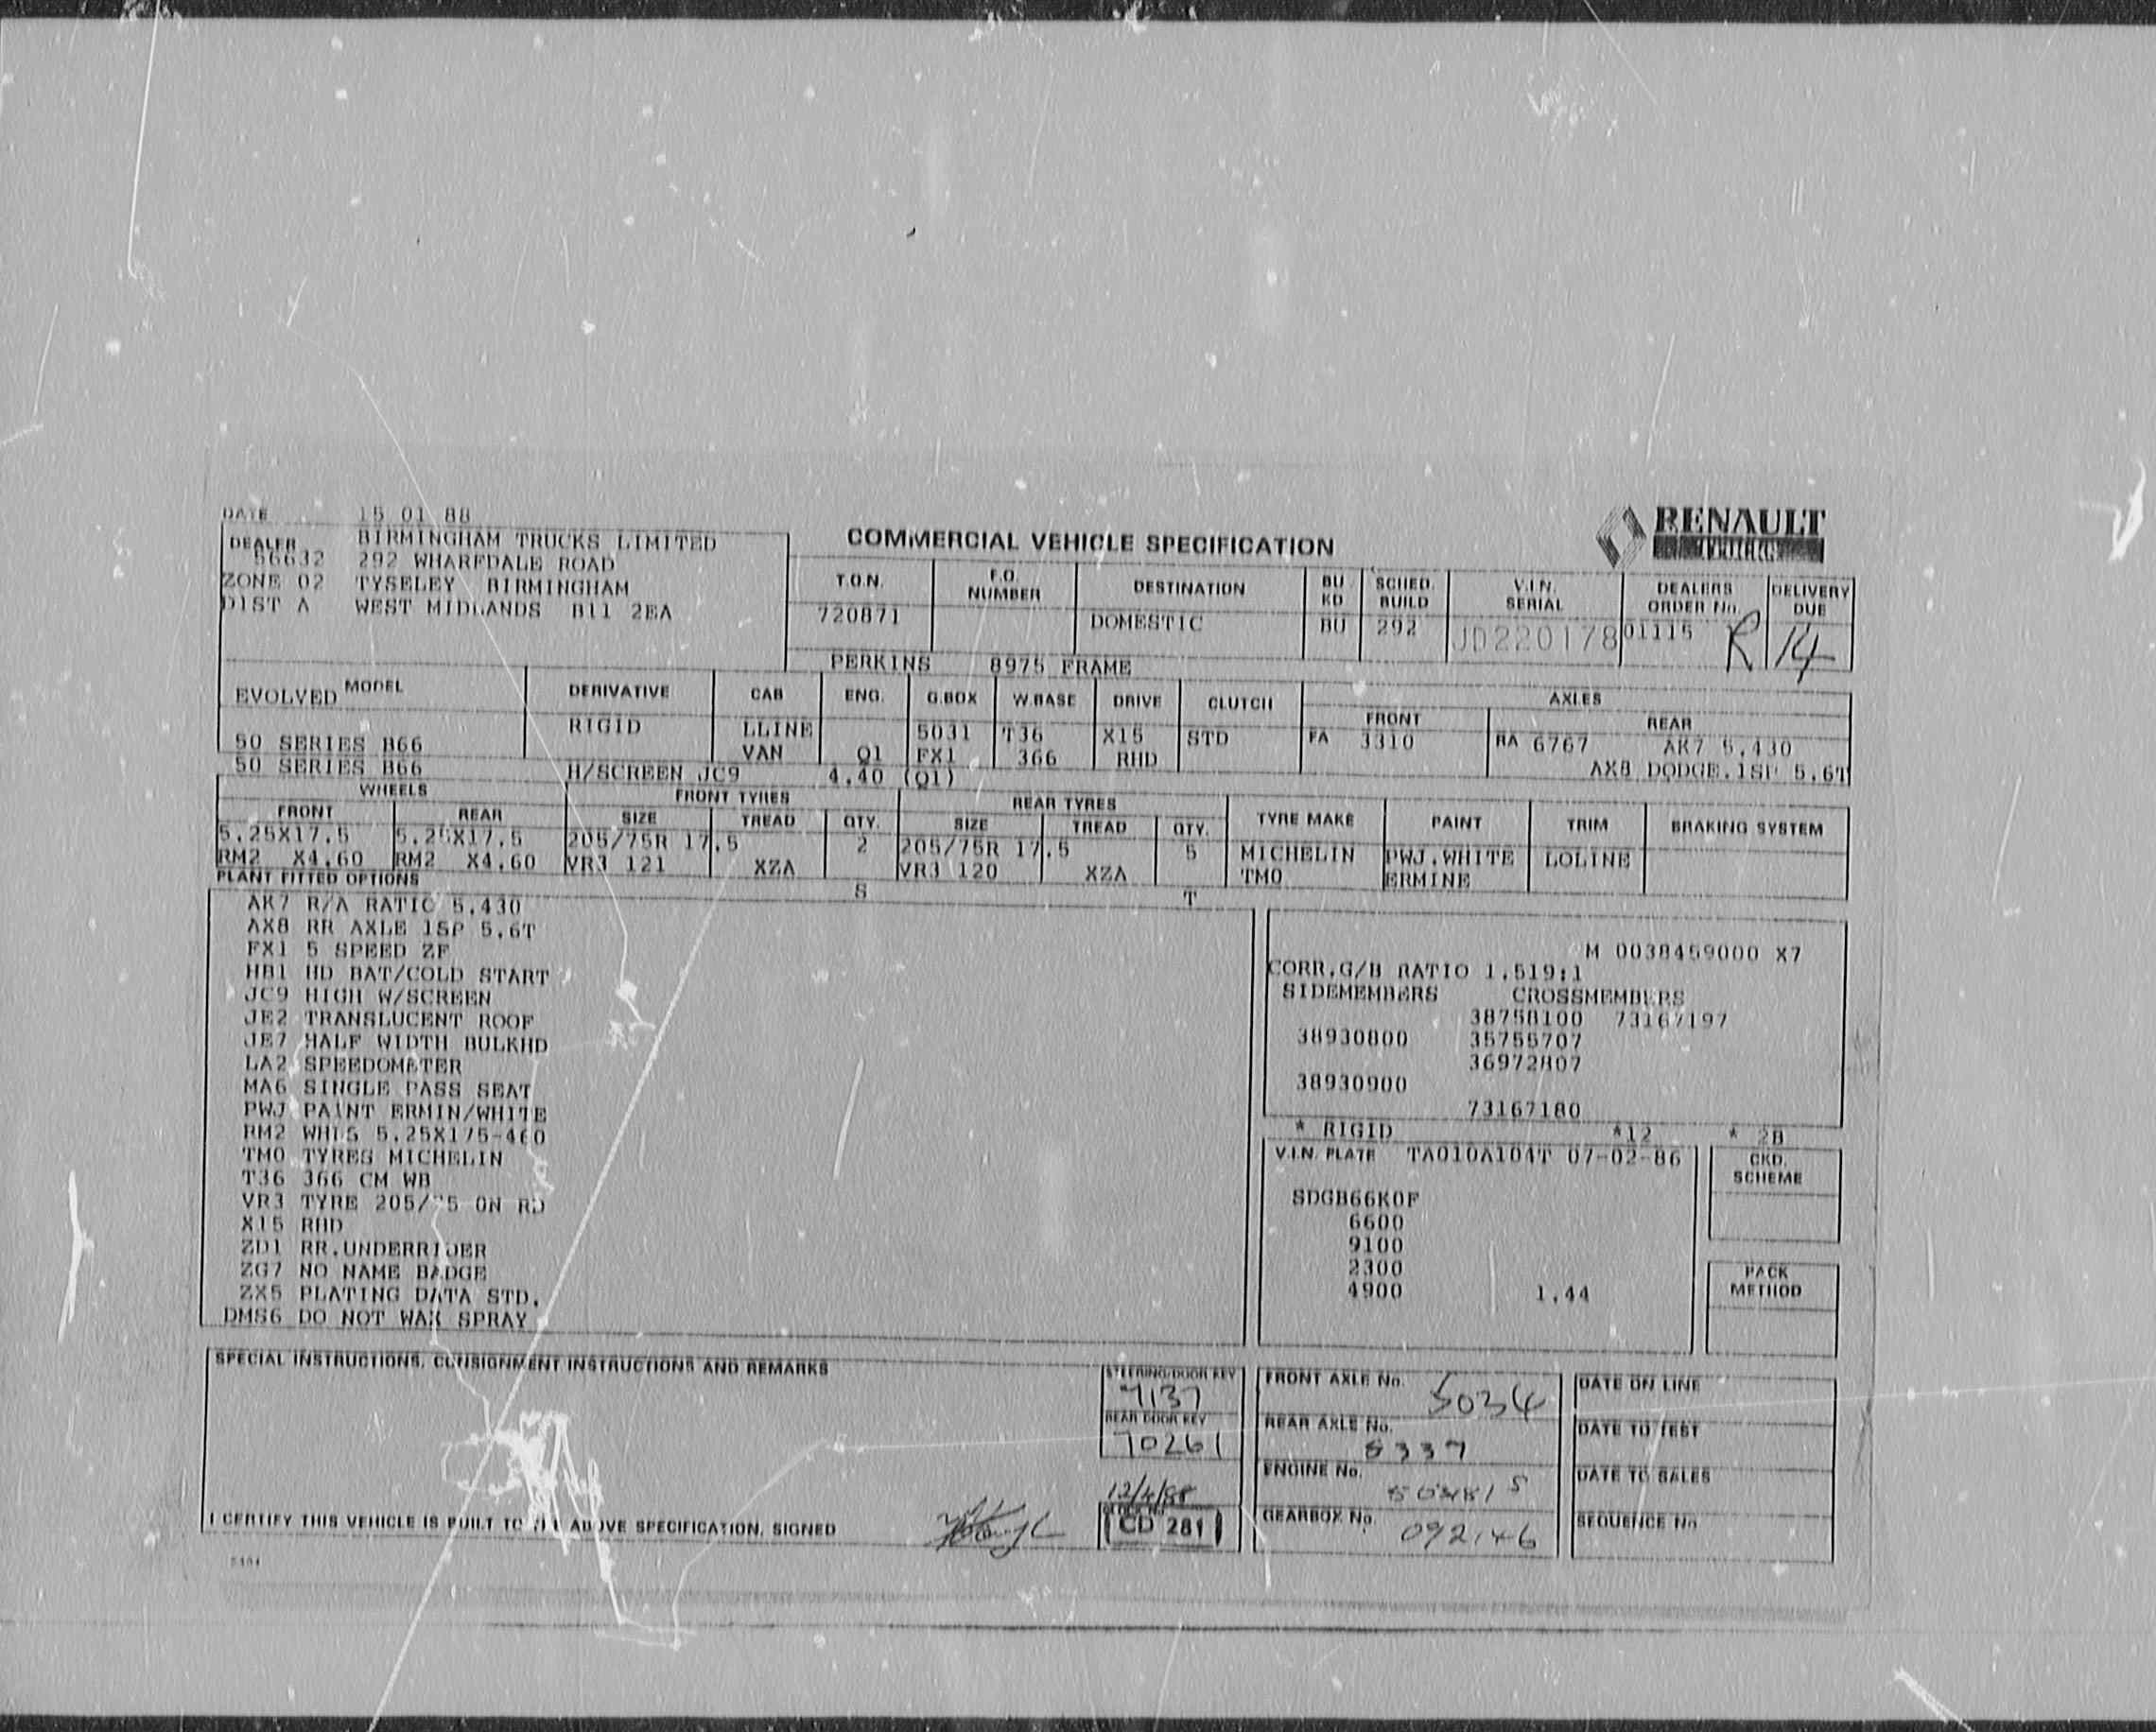 DATE 15 01 88
DEALER BIRMINGHAM TRUCKS LIMITED
56632 292 WHARFDALE ROAD
ZONE 02 TYSELEY BIRMINGHAM
DIST A WEST MIDLANDS B11 2EA
COMMERCIAL VEHICLE SPECIFICATION
RENAULT
TRUCKS
T.O.N. F.O. NUMBER DESTINATION BU KD SCHED. BUILD V.I.N. SERIAL DEALERS ORDER No. DELIVERY DUE
720871 DOMESTIC BU 292 JD220178 01115 R 14
PERKINS 8975 FRAME
MODEL DERIVATIVE CAB ENG. G.BOX W.BASE DRIVE CLUTCH AXLES
FRONT REAR
EVOLVED
RIGID LLINE 5031 T36 X15 STD FA 3310 RA 6767 AK7 5,430
50 SERIES B66 VAN Q1 FX1 366 RHD
50 SERIES B66 H/SCREEN JC9 4.40 (Q1) AX8 DODGE.1SP 5.6T
WHEELS FRONT TYRES REAR TYRES
FRONT REAR SIZE TREAD QTY. SIZE TREAD QTY. TYRE MAKE PAINT TRIM BRAKING SYSTEM
5.25X17.5 5.25X17.5 205/75R 17.5 2 205/75R 17.5 5 MICHELIN PWJ.WHITE LOLINE
RM2 X4.60 RM2 X4.60 VR3 121 XZA VR3 120 XZA TM0 ERMINE
S T
PLANT FITTED OPTIONS
AK7 R/A RATIO 5.430
AX8 RR AXLE 1SP 5.6T
FX1 5 SPEED ZF
HB1 HD BAT/COLD START
JC9 HIGH W/SCREEN
JE2 TRANSLUCENT ROOF
JE7 HALF WIDTH BULKHD
LA2 SPEEDOMETER
MA6 SINGLE PASS SEAT
PWJ PAINT ERMIN/WHITE
RM2 WHLS 5.25X175-460
TM0 TYRES MICHELIN
T36 366 CM WB
VR3 TYRE 205/75 ON RD
X15 RHD
ZD1 RR.UNDERRIDER
ZG7 NO NAME BADGE
ZX5 PLATING DATA STD.
DMS6 DO NOT WAX SPRAY
M 0038459000 X7
CORR.G/B RATIO 1.519:1
SIDEMEMBERS CROSSMEMBERS
38758100 73167197
38930800 35755707
36972807
38930900
73167180
* RIGID *12 * 2B
V.I.N. PLATE TA010A104T 07-02-86
CKD. SCHEME
SDGB66K0F
6600
9100
2300
4900 1.44
PACK METHOD
SPECIAL INSTRUCTIONS, CONSIGNMENT INSTRUCTIONS AND REMARKS
STEERING/DOOR KEY
7137
REAR DOOR KEY
70261
12/4/88
CD 281
FRONT AXLE No. 5034
REAR AXLE No. 8337
ENGINE No.
GEARBOX No. 092146
DATE ON LINE
DATE TO TEST
DATE TO SALES
SEQUENCE No
I CERTIFY THIS VEHICLE IS BUILT TO THE ABOVE SPECIFICATION. SIGNED